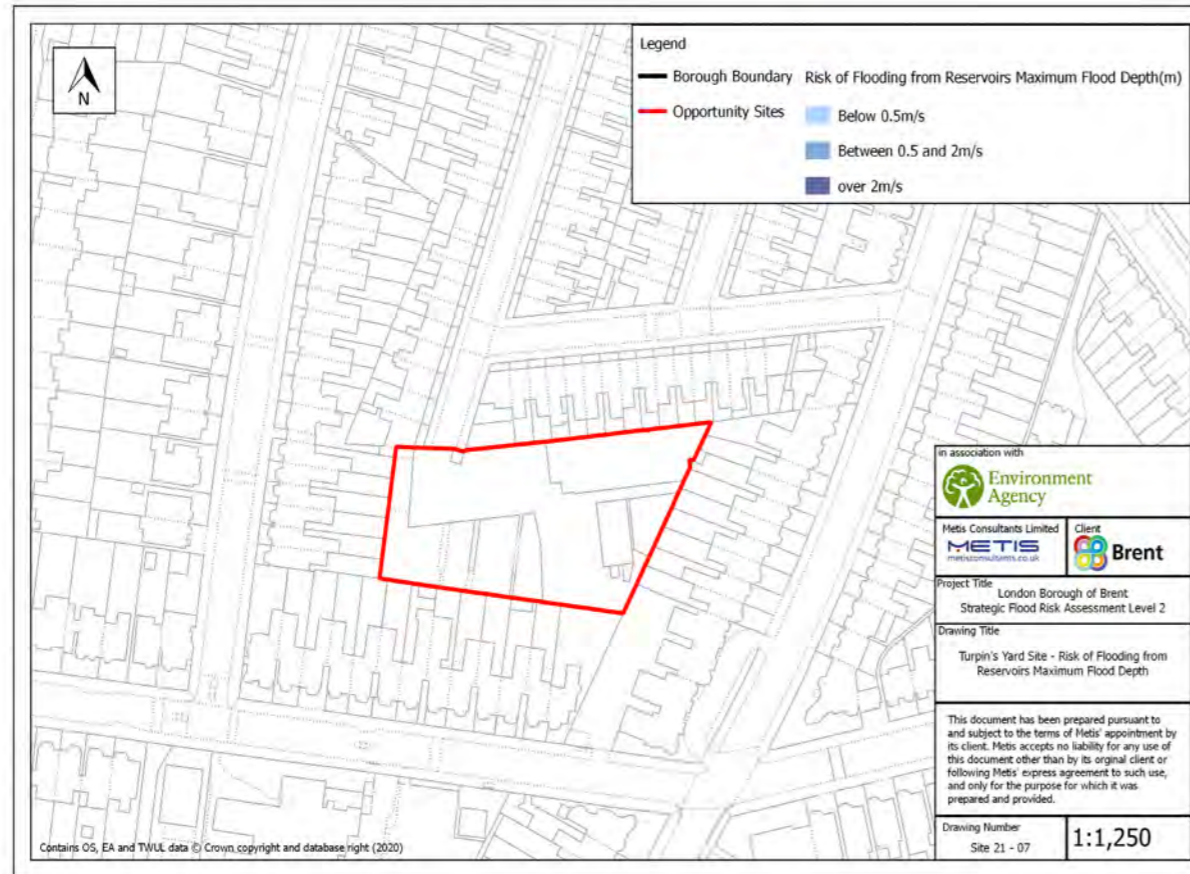 N
Legend
Borough Boundary
Opportunity Sites
Risk of Flooding from Reservoirs Maximum Flood Depth(m)
Below 0.5m/s
Between 0.5 and 2m/s
over 2m/s
in association with
Environment
Agency
Metis Consultants Limited
METIS
metisconsultants.co.uk
Client
Brent
Project Title
London Borough of Brent
Strategic Flood Risk Assessment Level 2
Drawing Title
Turpin's Yard Site - Risk of Flooding from
Reservoirs Maximum Flood Depth
This document has been prepared pursuant to
and subject to the terms of Metis' appointment by
its client. Metis accepts no liability for any use of
this document other than by its orginal client or
following Metis' express agreement to such use,
and only for the purpose for which it was
prepared and provided.
Drawing Number
Site 21 - 07
1:1,250
Contains OS, EA and TWUL data © Crown copyright and database right (2020)